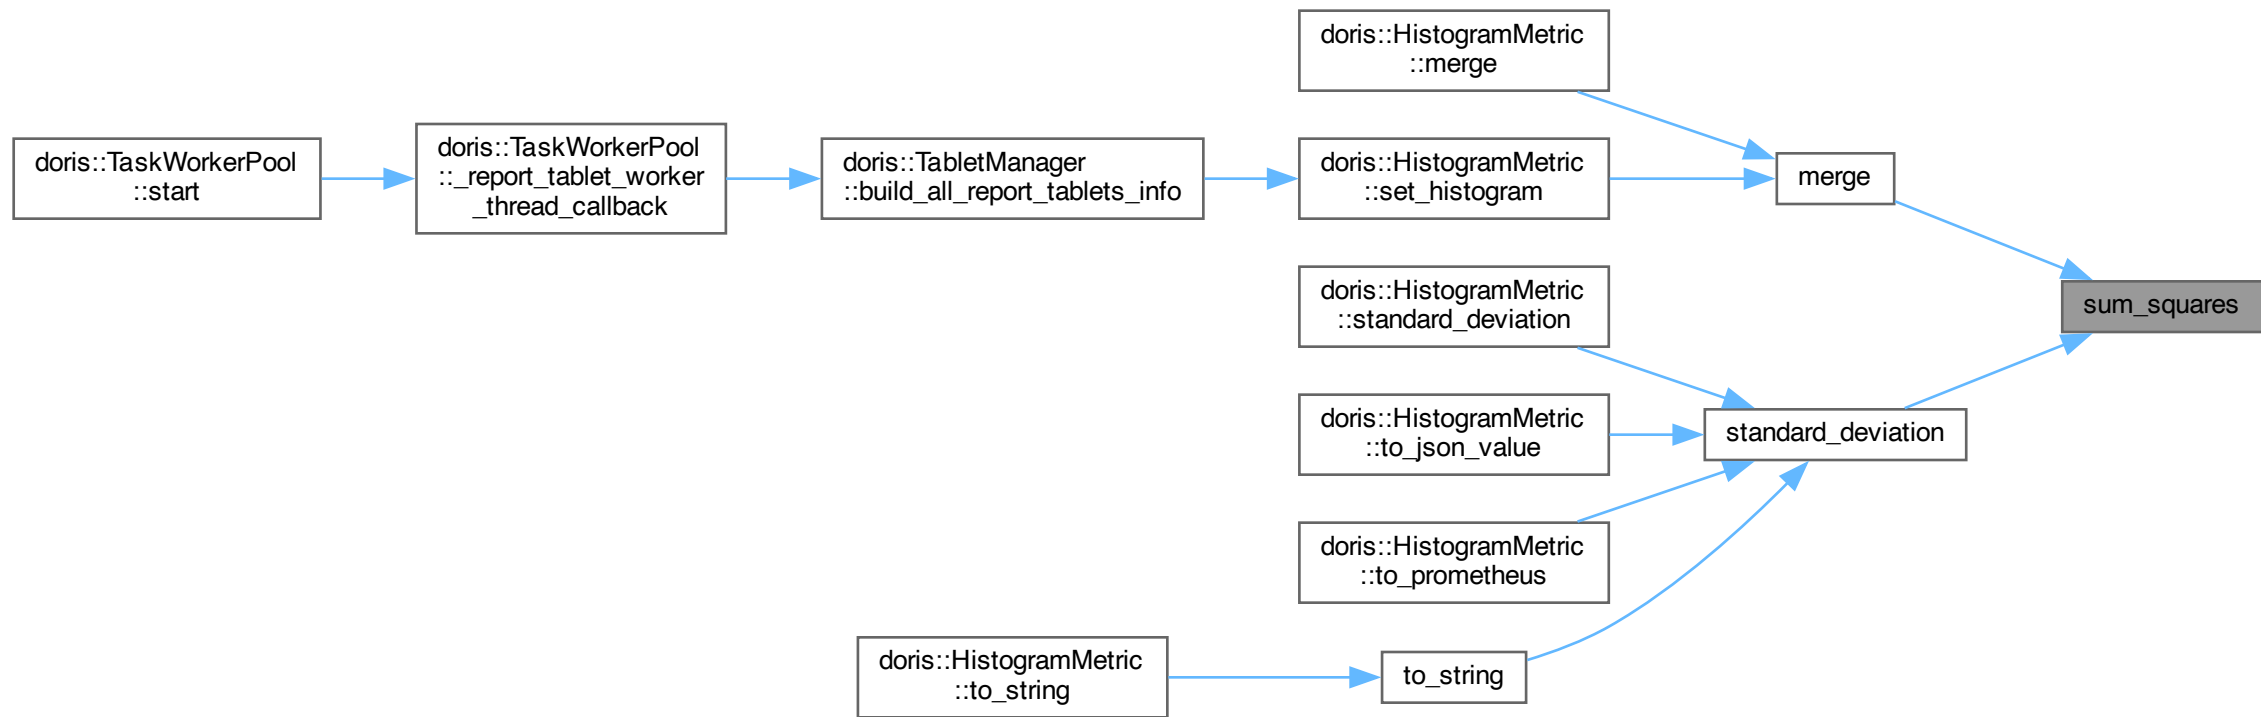 doris::HistogramMetric
::merge
doris::TaskWorkerPool
::start
doris::TaskWorkerPool
::_report_tablet_worker
_thread_callback
doris::TabletManager
::build_all_report_tablets_info
doris::HistogramMetric
::set_histogram
merge
doris::HistogramMetric
::standard_deviation
sum_squares
doris::HistogramMetric
::to_json_value
standard_deviation
doris::HistogramMetric
::to_prometheus
doris::HistogramMetric
::to_string
to_string